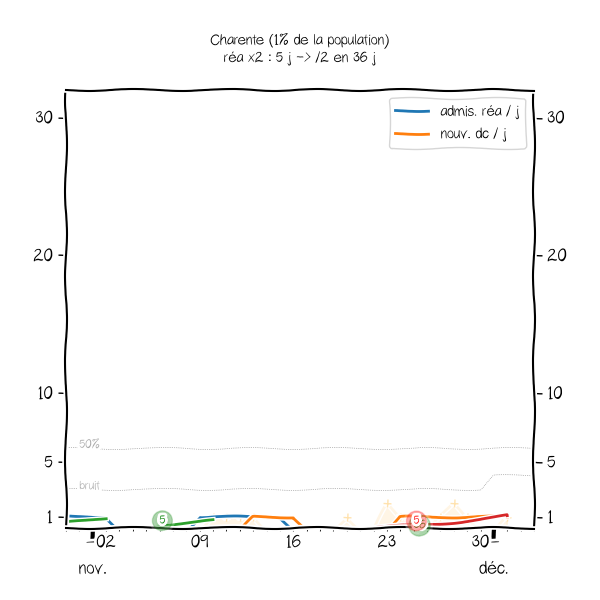 Charente (1% de la population)
réa x2 : 5 j -> /2 en 36 j
admis. réa / j
nouv. dc / j
30 30
20 20
10 10
50%
5 5
bruit
1 5 5 1
02 09 16 23 30
nov. déc.